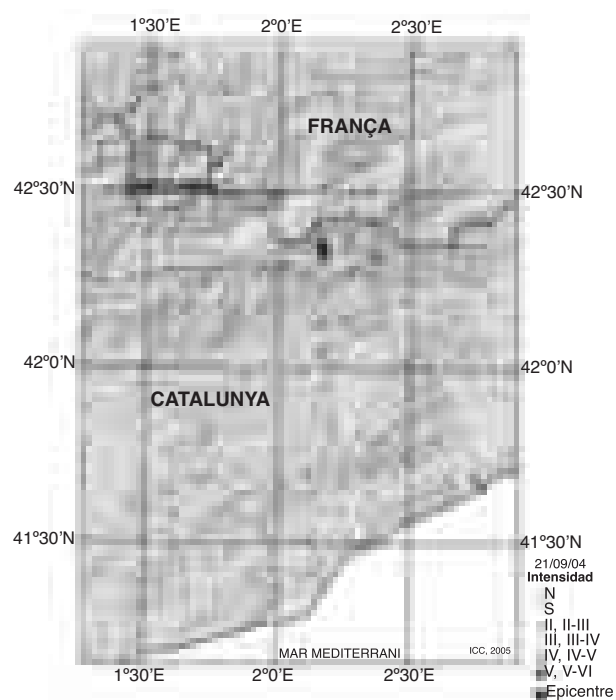 1º30’E 2º0’E 2º30’E
FRANÇA
42º30’N 42º30’N
42º0’N 42º0’N
CATALUNYA
41º30’N 41º30’N
21/09/04
Intensidad
N
S
II, II-III
III, III-IV
IV, IV-V
V, V-VI
Epicentre
MAR MEDITERRANI ICC, 2005
1º30’E 2º0’E 2º30’E